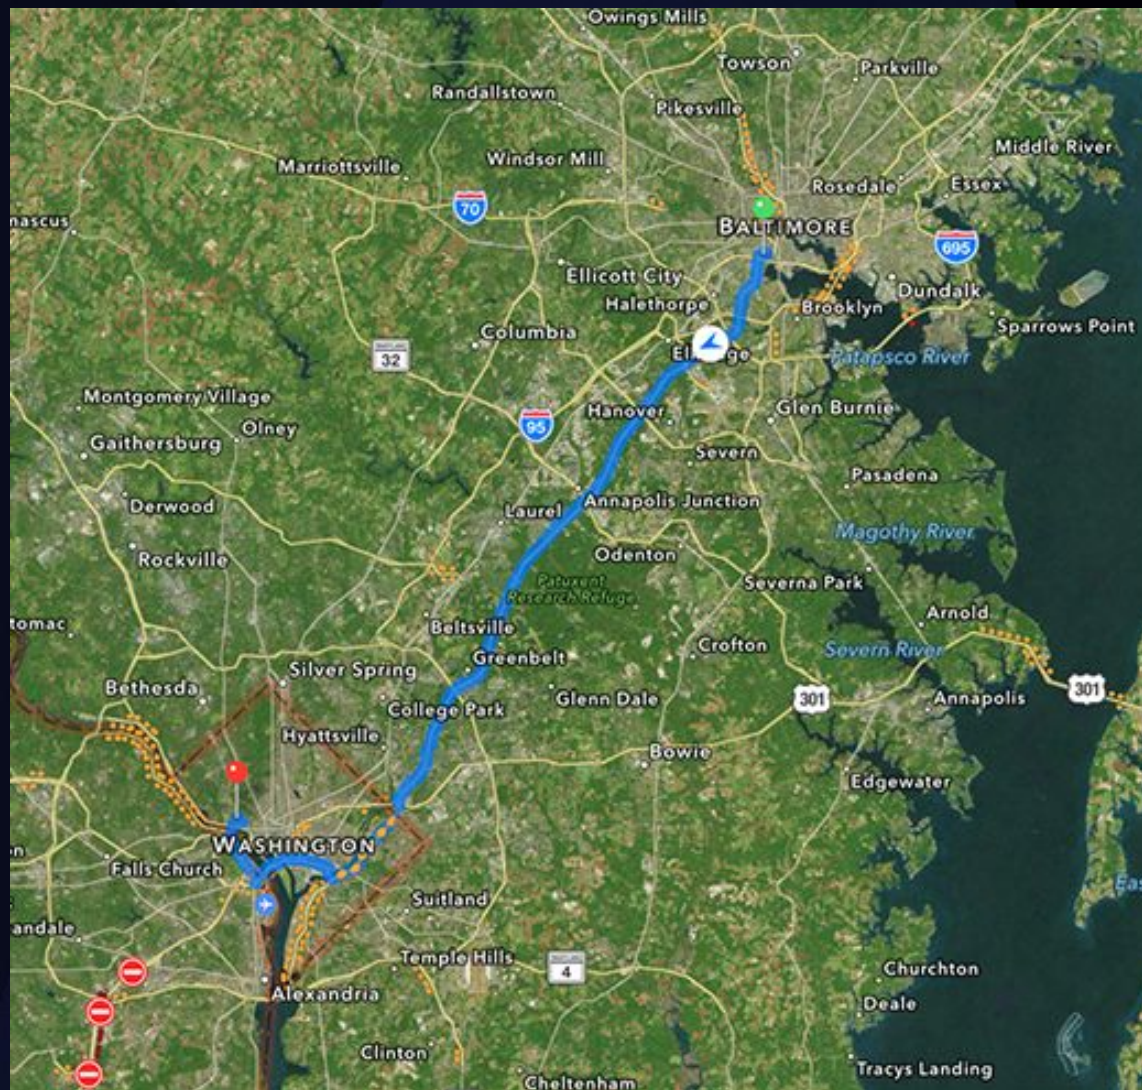 Owings Mills
Towson
Parkville
Randallstown
Pikesville
Middle River
Windsor Mill
Marriottsville
Rosedale
Essex
70
mascus
BALTIMORE
695
Ellicott City
Dundalk
Halethorpe
Brooklyn
Sparrows Point
Columbia
32
Patapsco River
Montgomery Village
Hanover
Glen Burnie
95
Olney
Gaithersburg
Severn
Pasadena
Derwood
Laurel
Annapolis Junction
Magothy River
Rockville
Odenton
Patuxent
Research Refuge
Severna Park
Arnold
tomac
Beltsville
Crofton
Severn River
Silver Spring
Greenbelt
Bethesda
Glenn Dale
301
Annapolis
301
College Park
Hyattsville
Bowie
Edgewater
WASHINGTON
Falls Church
Eas
Suitland
andale
Temple Hills
4
Churchton
Alexandria
Deale
Clinton
Tracys Landing
Cheltenham